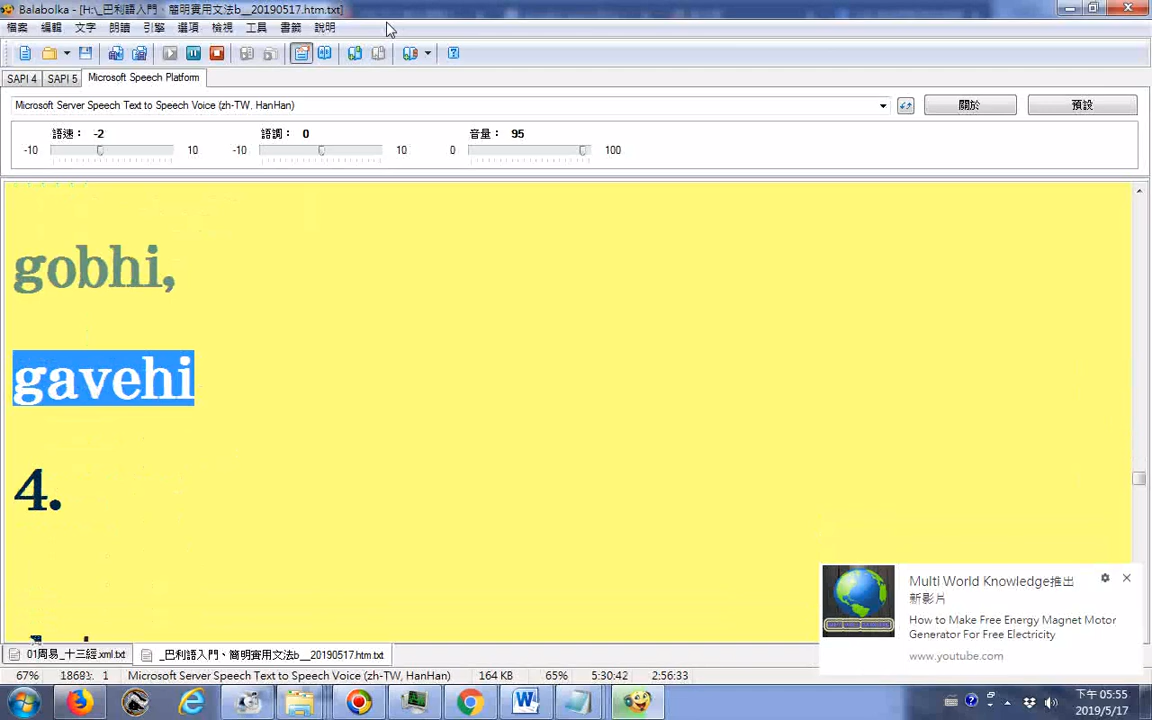 Balabolka - [H:\_巴利語入門、簡明實用文法b__20190517.htm.txt]
檔案 編輯 文字 朗讀 引擎 選項 檢視 工具 書籤 說明
SAPI 4 SAPI 5 Microsoft Speech Platform
Microsoft Server Speech Text to Speech Voice (zh-TW, HanHan) 關於 預設
語速： -2 語調： 0 音量： 95
-10 10 -10 10 0 100
gobhi,
gavehi
4.
Multi World Knowledge推出
新影片
How to Make Free Energy Magnet Motor
Generator For Free Electricity
www.youtube.com
01周易_十三經.xml.txt _巴利語入門、簡明實用文法b__20190517.htm.txt
67% 1 Microsoft Server Speech Text to Speech Voice (zh-TW, HanHan) 164 KB 65% 5:30:42 2:56:33
下午 05:55
2019/5/17